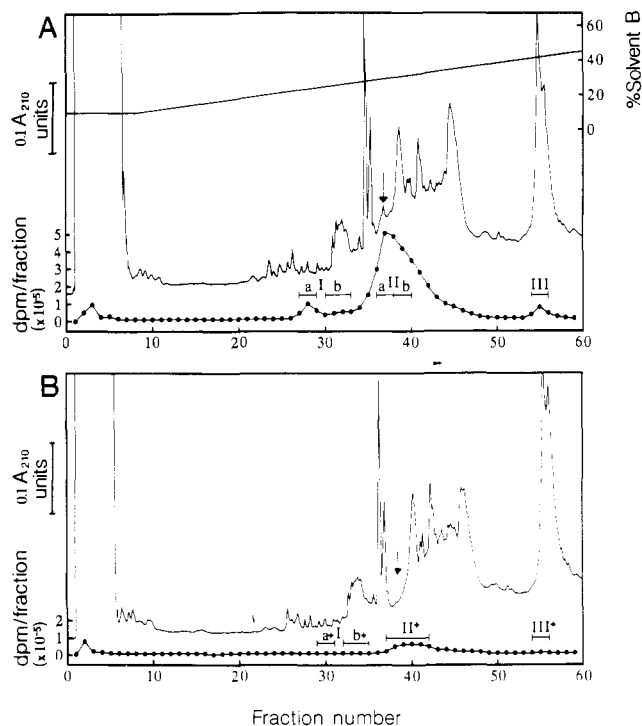 A
0.1 A210
units
60
40
20
0
%Solvent B
5
4
3
2
1
0
dpm/fraction
(x10⁻⁵)
a I b
a II b
III
0 10 20 30 40 50 60
B
0.1 A210
units
2
1
0
dpm/fraction
(x10⁻⁵)
a+ I b+
II+
III+
0 10 20 30 40 50 60
Fraction number